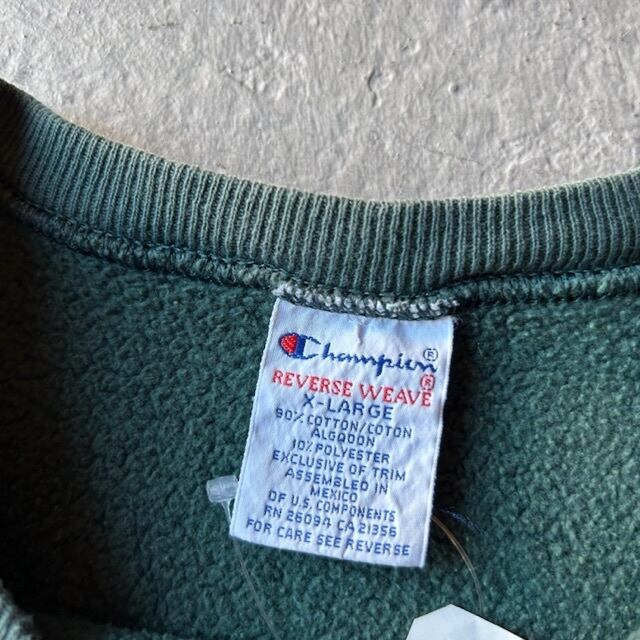 Champion®
REVERSE WEAVE®
X-LARGE
90% COTTON/COTON
ALGODON
10% POLYESTER
EXCLUSIVE OF TRIM
ASSEMBLED IN
MEXICO
OF U.S. COMPONENTS
RN 26094 CA 21356
FOR CARE SEE REVERSE